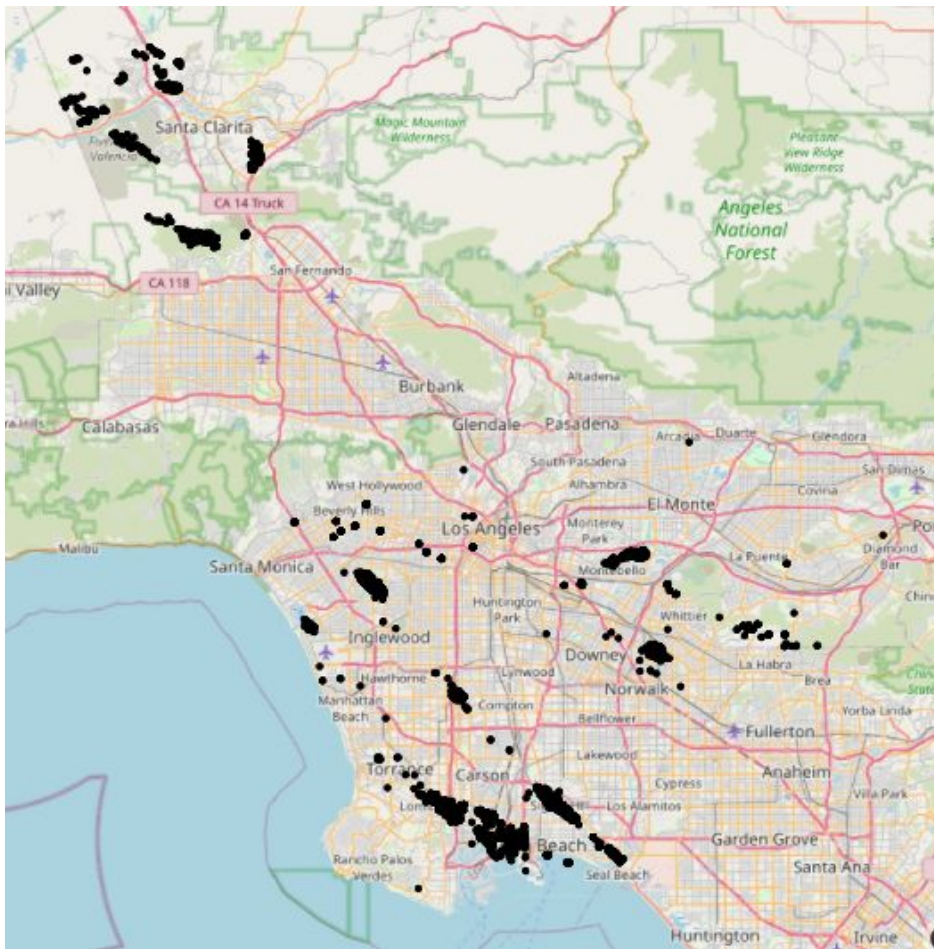 Magic Mountain
Wilderness
Santa Clarita
Pleasant
View Ridge
Wilderness
Valencia
CA 14 Truck
Angeles
National
Forest
San Fernando
CA 118
Valley
Burbank
Altadena
Calabasas
Glendale
Pasadena
Arcadia
Duarte
Glendora
South Pasadena
San Dimas
West Hollywood
Alhambra
Covina
Beverly Hills
El Monte
Los Angeles
Monterey
Park
Malibu
La Puente
Diamond
Bar
Santa Monica
Montebello
Huntington
Park
Whittier
Inglewood
Downey
La Habra
Hawthorne
Lynwood
Brea
Norwalk
Manhattan
Beach
Compton
Yorba Linda
Bellflower
Fullerton
Lakewood
Torrance
Carson
Cypress
Anaheim
Villa Park
Los Alamitos
Beach
Garden Grove
Rancho Palos
Verdes
Seal Beach
Santa Ana
Huntington
Irvine